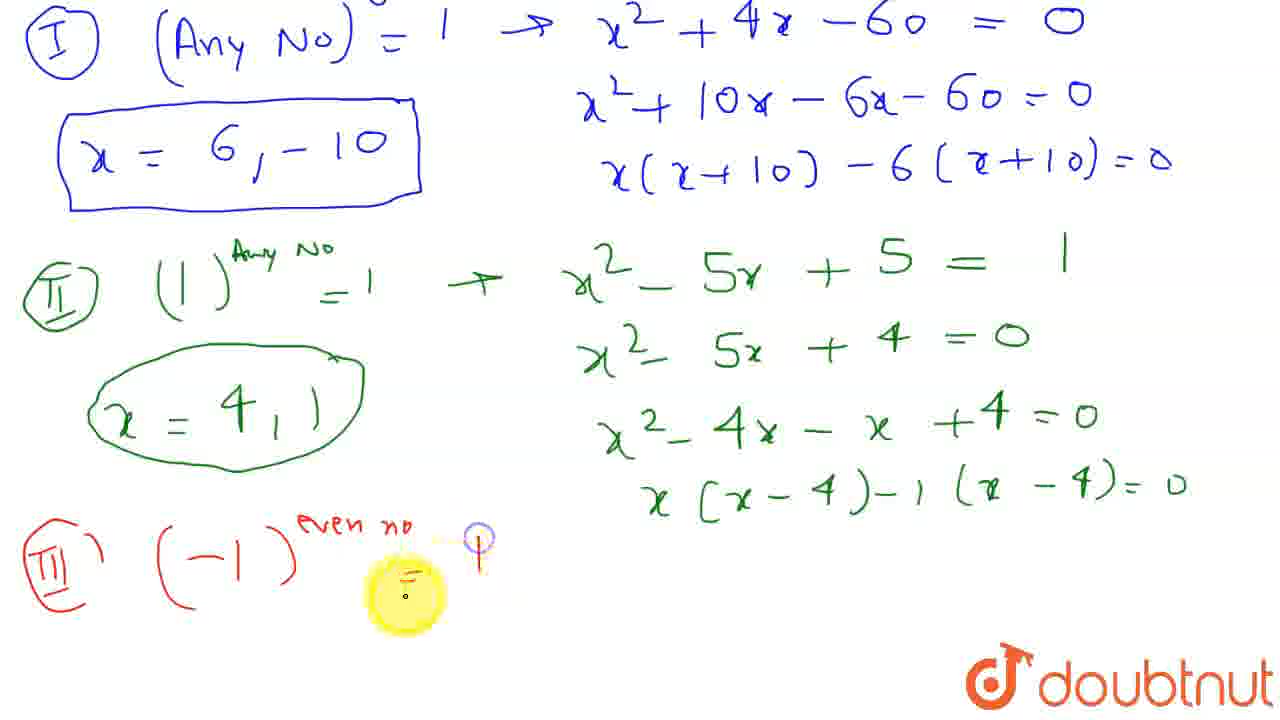 (I) (Any No)⁰ = 1 → x² + 4x - 60 = 0
x² + 10x - 6x - 60 = 0
x = 6, -10
x(x+10) - 6(x+10) = 0
(II) (1)^Any No = 1 → x² - 5x + 5 = 1
x² - 5x + 4 = 0
x = 4, 1
x² - 4x - x + 4 = 0
x(x - 4) - 1(x - 4) = 0
(III) (-1)^even no = 1
doubtnut